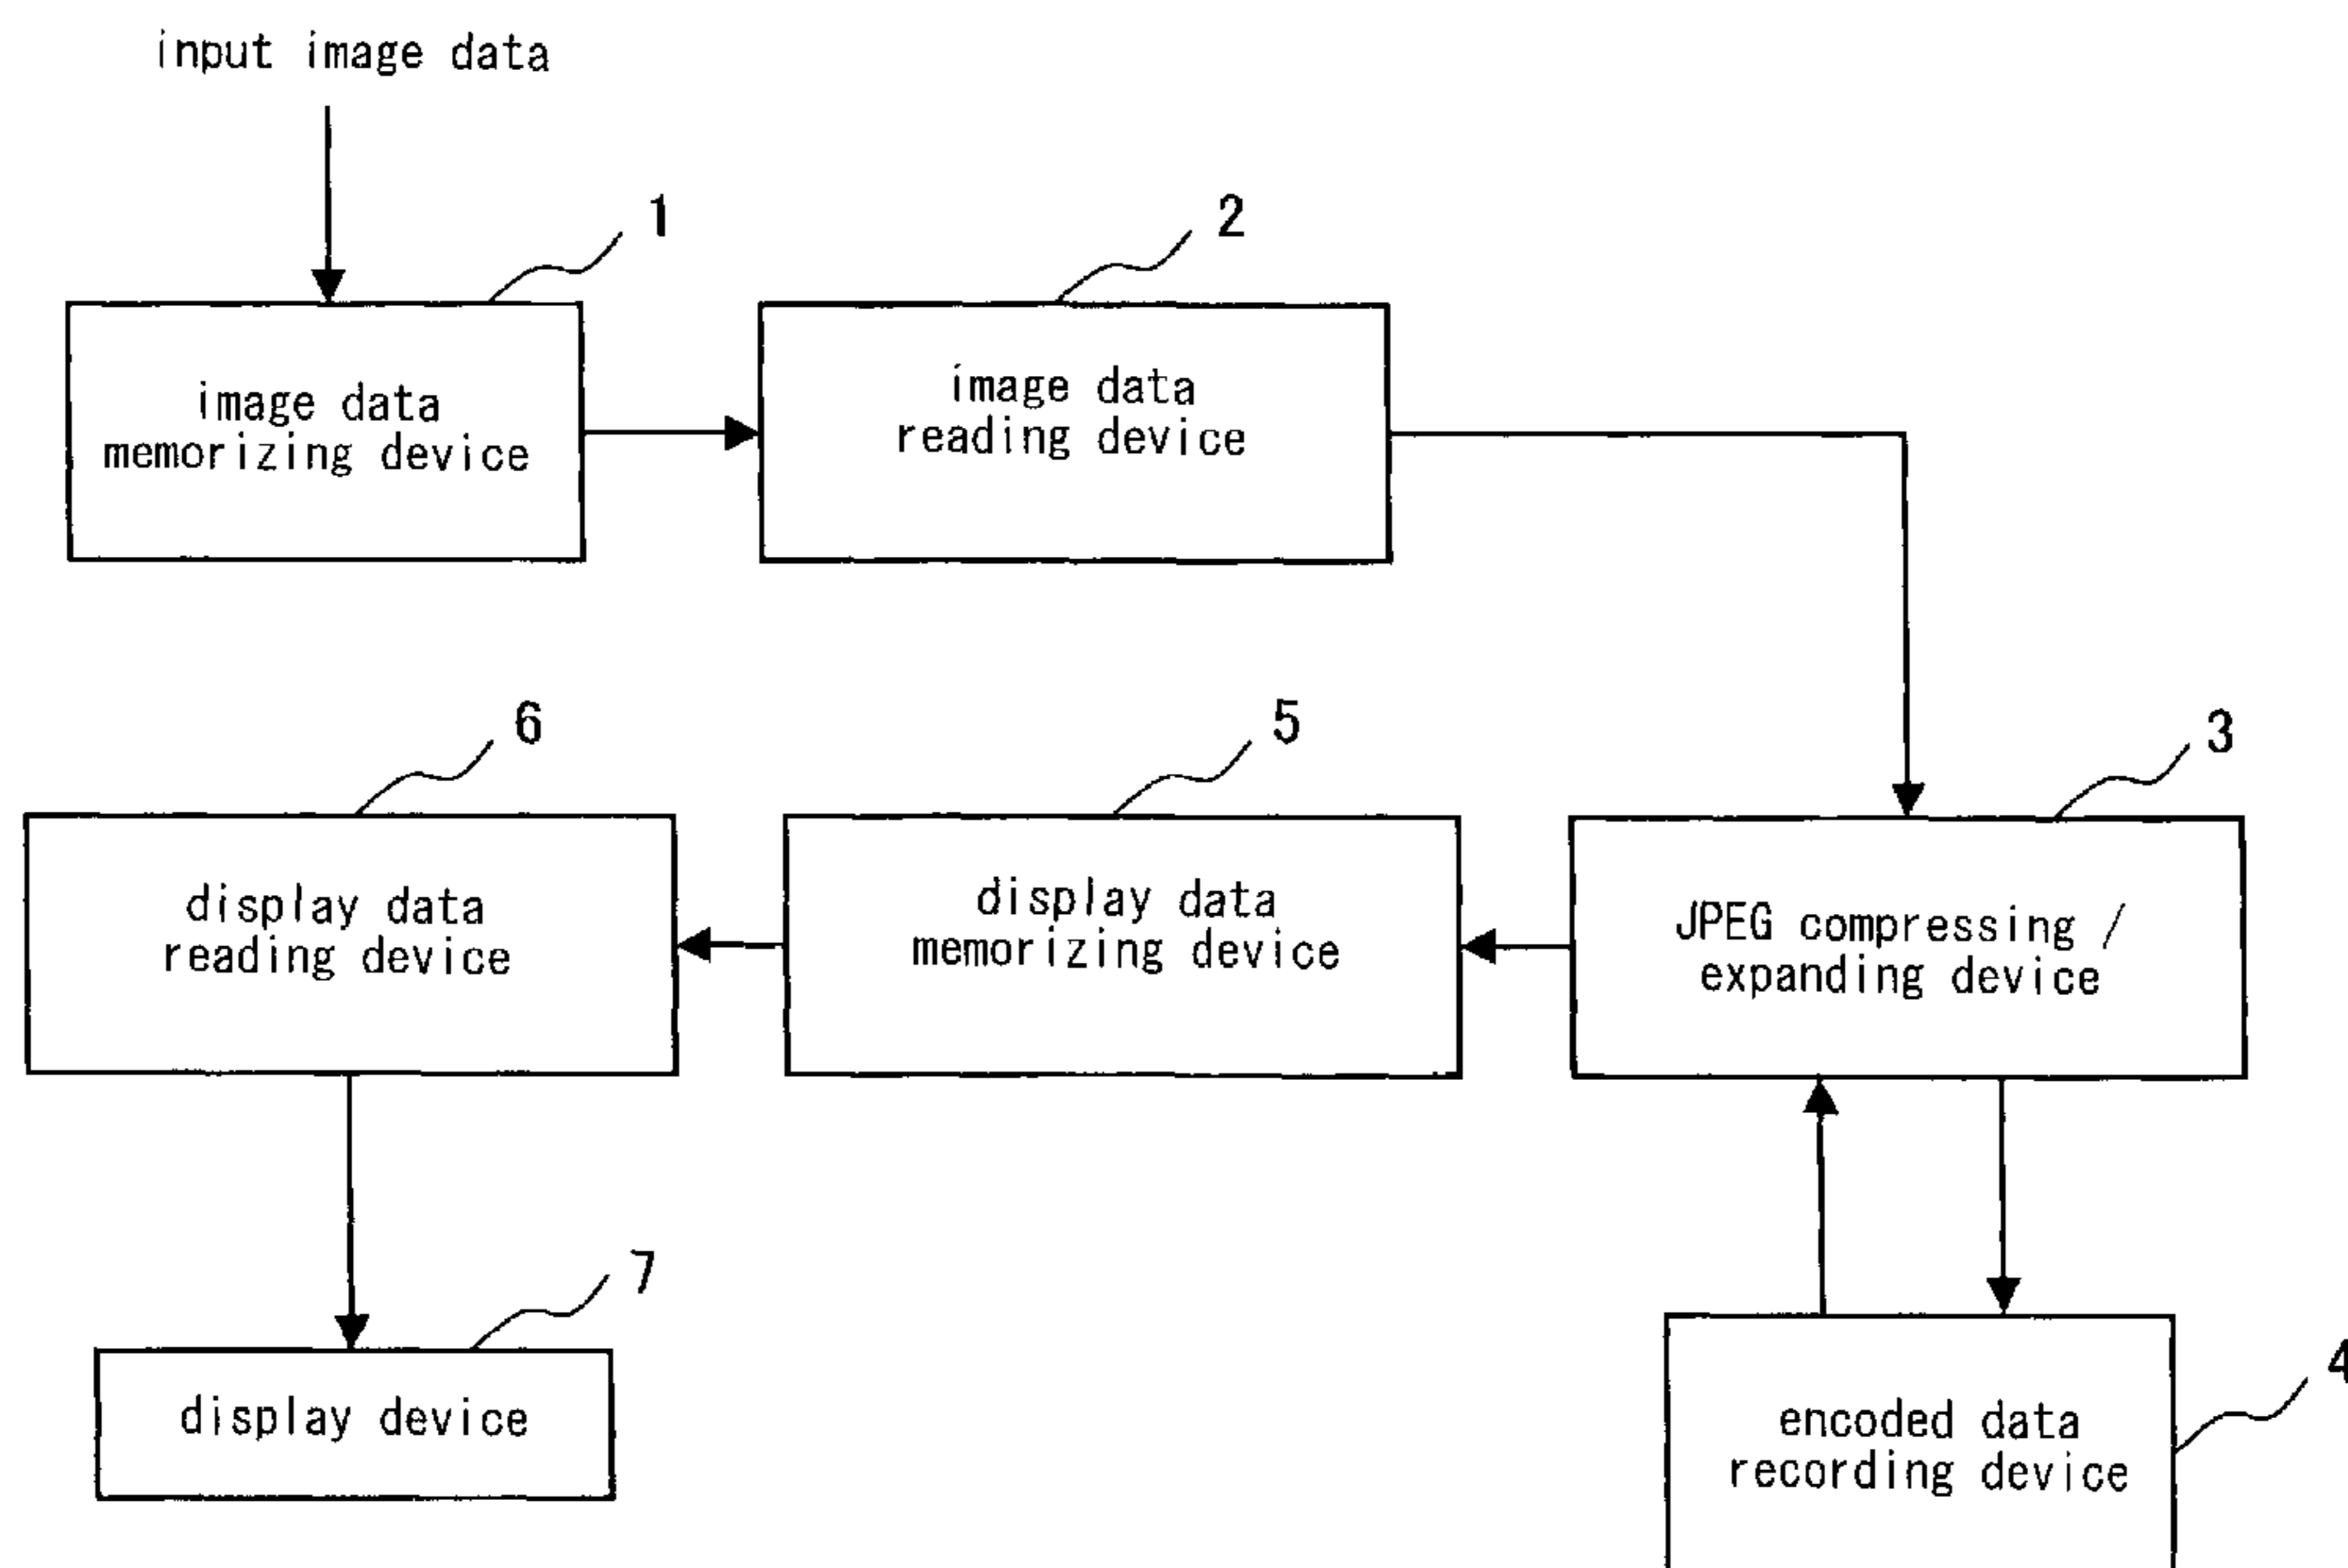 input image data
1
2
image data
memorizing device
image data
reading device
6
5
3
display data
reading device
display data
memorizing device
JPEG compressing /
expanding device
7
4
display device
encoded data
recording device